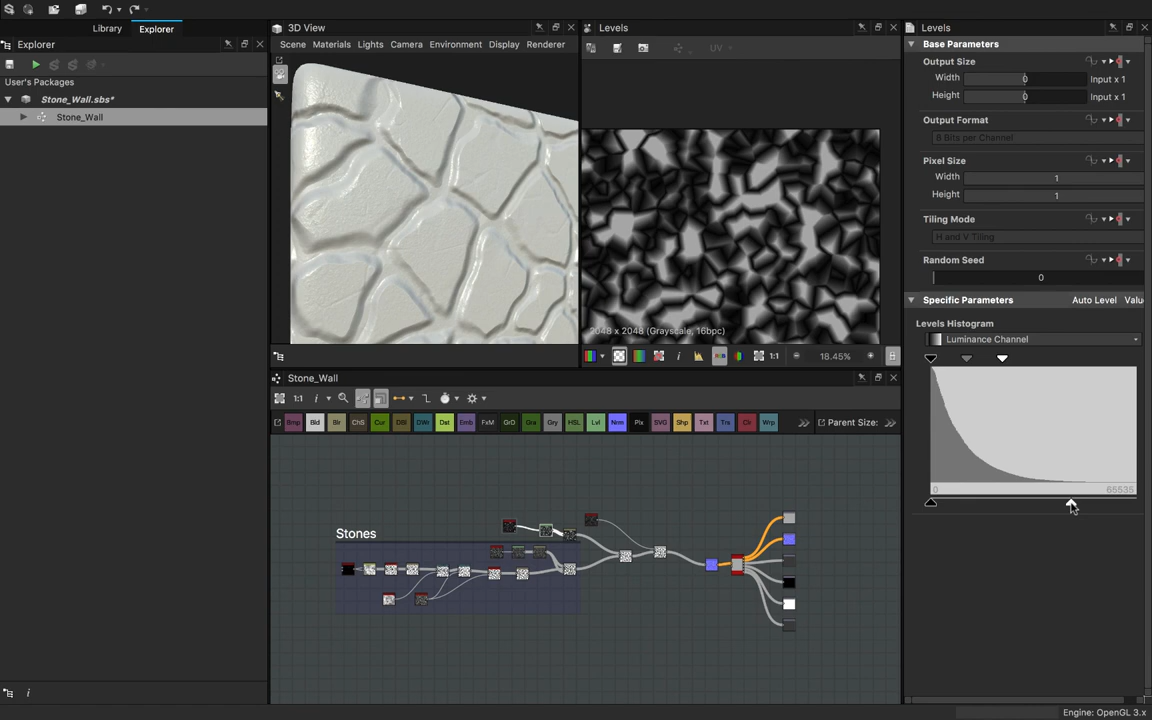 Library
Explorer
Explorer
User's Packages
Stone_Wall.sbs*
Stone_Wall
3D View
Scene
Materials
Lights
Camera
Environment
Display
Renderer
Levels
UV
2048 x 2048 (Grayscale, 16bpc)
1:1
18.45%
Stone_Wall
1:1
Bmp
Bld
Blr
ChS
Cur
DWr
Dst
Emb
FxM
GrD
Gra
Gry
HSL
Lvl
Nrm
Pix
SVG
Shp
Txt
Trs
Wrp
Parent Size:
Stones
Levels
Base Parameters
Output Size
Width
0
Input x 1
Height
0
Input x 1
Output Format
8 Bits per Channel
Pixel Size
Width
1
Height
1
Tiling Mode
H and V Tiling
Random Seed
0
Specific Parameters
Auto Level
Valu
Levels Histogram
Luminance Channel
0
65535
Engine: OpenGL 3.x